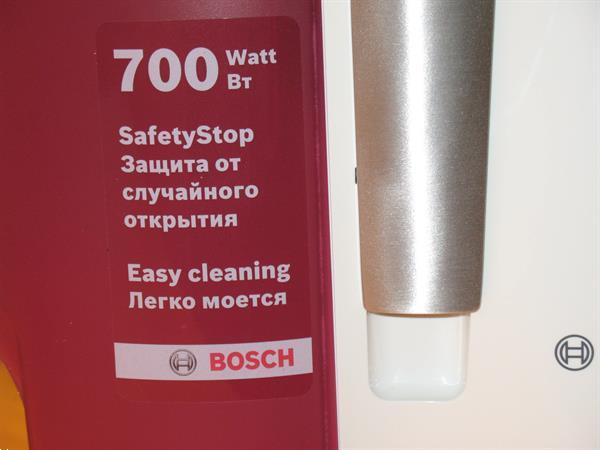 700 Watt
Вт
SafetyStop
Защита от
случайного
открытия
Easy cleaning
Легко моется
BOSCH